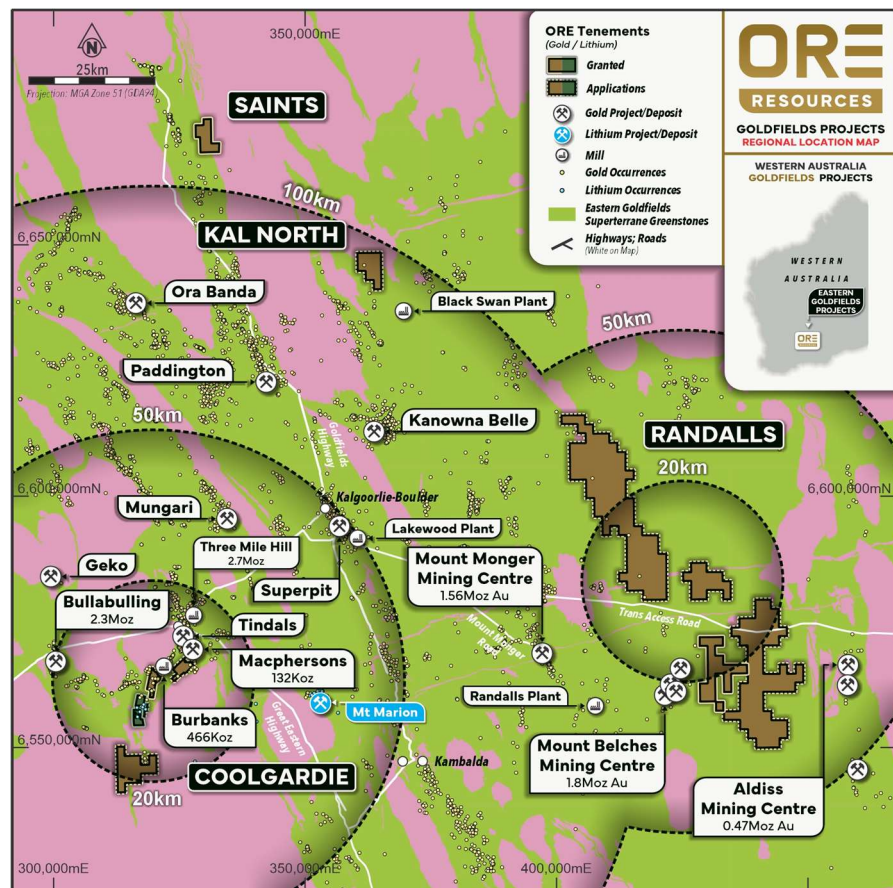 350,000mE
N
25km
Projection: MGA Zone 51 (GDA94)
SAINTS
100km
KAL NORTH
6,650,000mN
Ora Banda
Black Swan Plant
Paddington
50km
Kanowna Belle
Goldfields
Highway
ORE Tenements
(Gold / Lithium)
Granted
Applications
Gold Project/Deposit
Lithium Project/Deposit
Mill
Gold Occurrences
Lithium Occurrences
Eastern Goldfields
Superterrane Greenstones
Highways; Roads
(White on Map)
ORE
RESOURCES
GOLDFIELDS PROJECTS
REGIONAL LOCATION MAP
WESTERN AUSTRALIA
GOLDFIELDS PROJECTS
WESTERN
AUSTRALIA
EASTERN
GOLDFIELDS
PROJECTS
ORE
50km
RANDALLS
20km
6,600,000mN
6,600,000mN
Kalgoorlie-Boulder
Mungari
Lakewood Plant
Three Mile Hill
2.7Moz
Geko
Superpit
Mount Monger
Mining Centre
1.56Moz Au
Bullabulling
2.3Moz
Tindals
Trans Access Road
Mount Monger
Road
Macphersons
132Koz
Randalls Plant
Mt Marion
Burbanks
466Koz
Great Eastern
Highway
6,550,000mN
Kambalda
Mount Belches
Mining Centre
1.8Moz Au
COOLGARDIE
20km
Aldiss
Mining Centre
0.47Moz Au
300,000mE
350,000mE
400,000mE